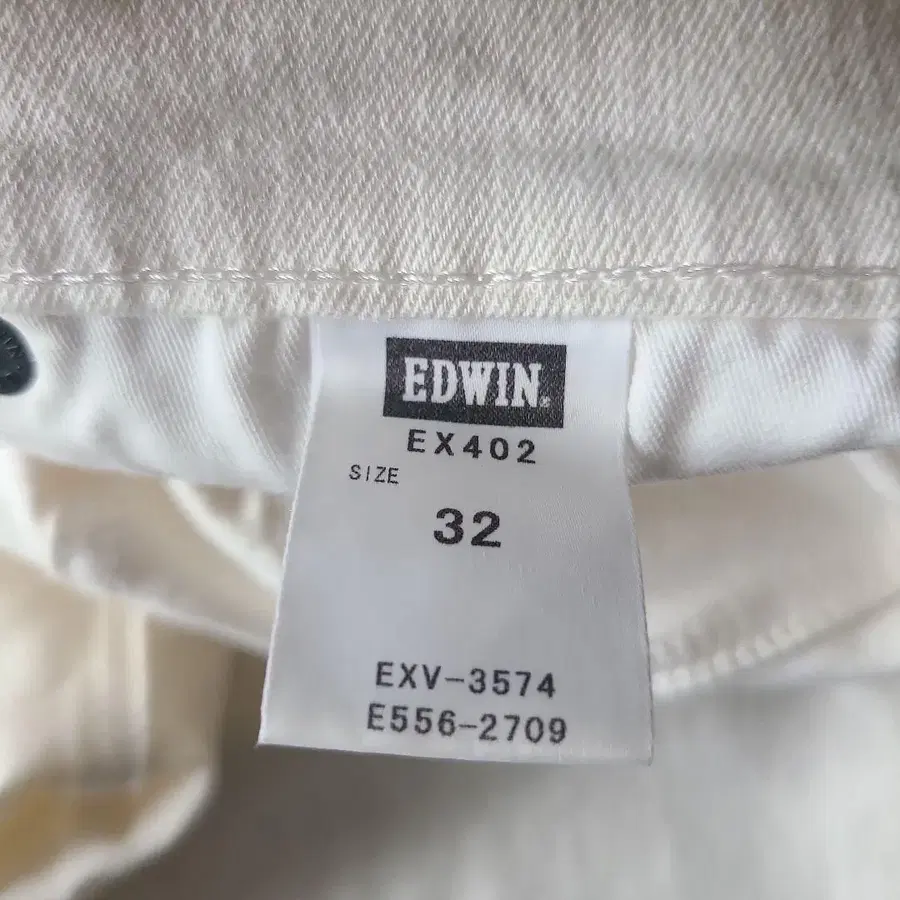 EDWIN.
EX402
SIZE
32
EXV-3574
E556-2709